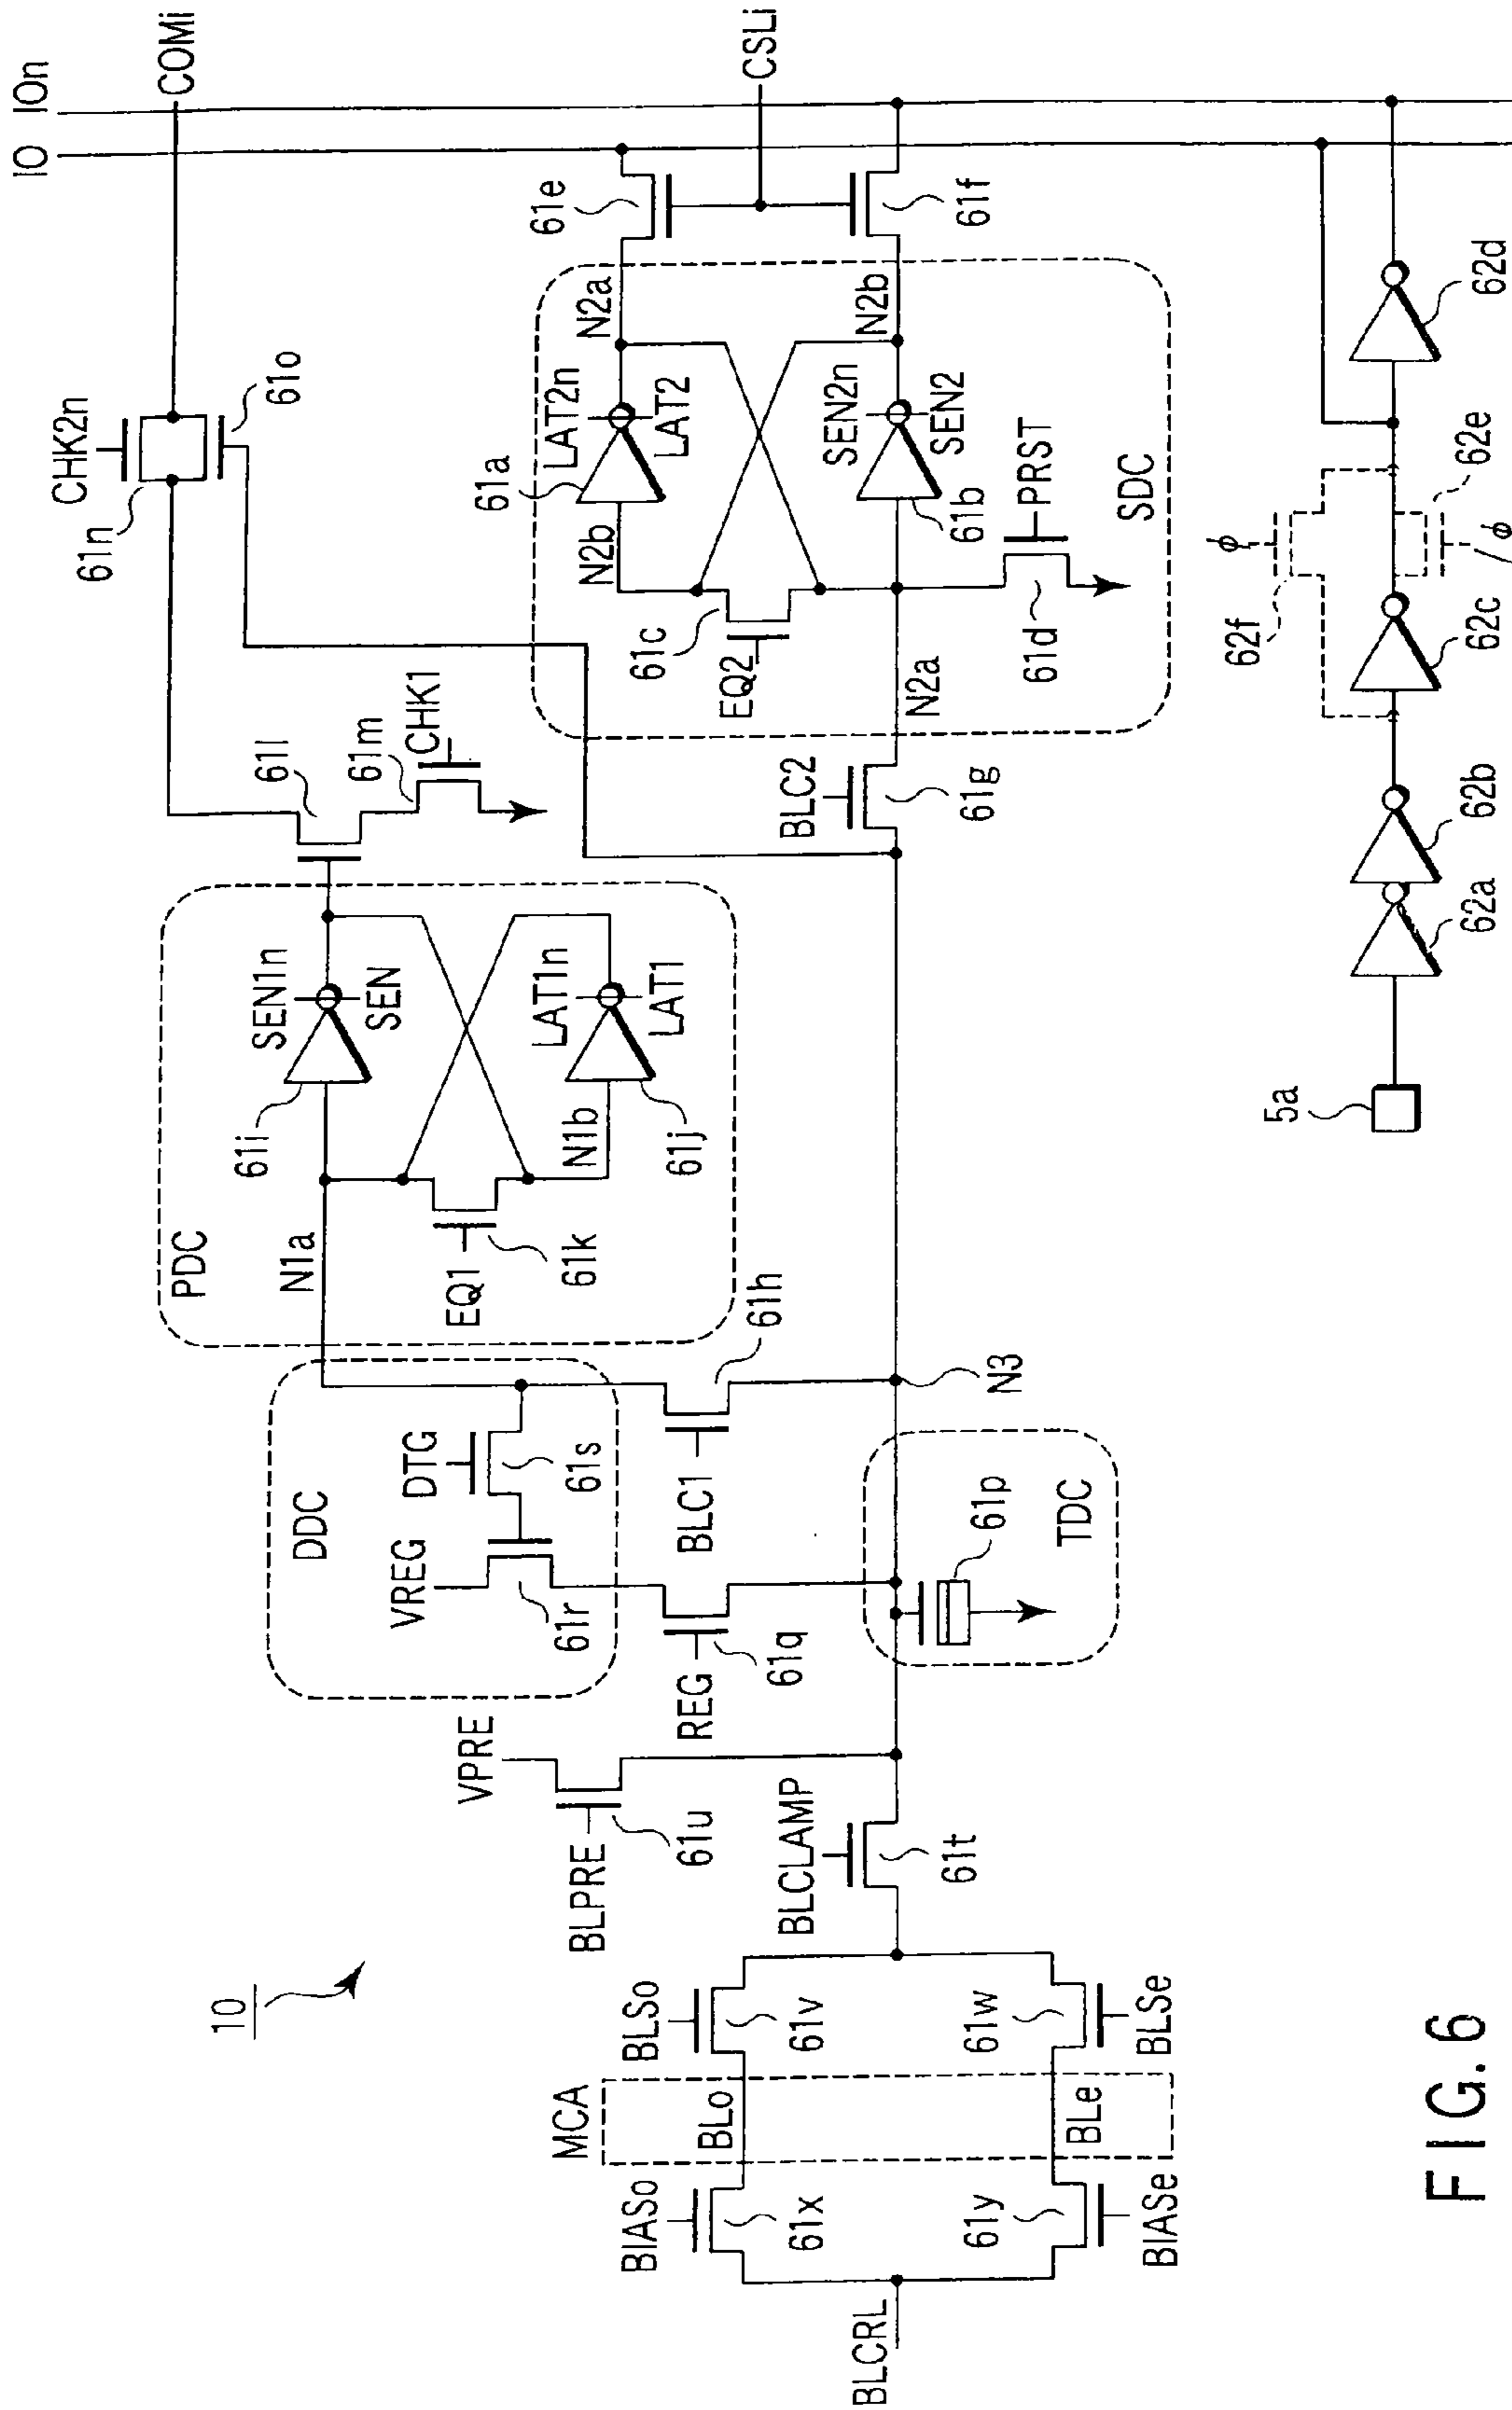 10
BLCRL
BIASo
61x
61y
BIASe
MCA
BLo
BLe
BLSo
61v
61w
BLSe
BLCLAMP
61t
VPRE
BLPRE
61u
REG
61q
DDC
VREG
61r
DTG
61s
BLC1
61h
TDC
61p
N3
PDC
N1a
EQ1
61k
61i
SEN1n
SEN
N1b
61j
LAT1n
LAT1
61l
61m
CHK1
61n
CHK2n
61o
COMi
IO
IOn
BLC2
61g
N2a
EQ2
61c
N2b
61a
LAT2n
LAT2
N2a
61b
SEN2n
SEN2
N2b
61d
PRST
SDC
61e
61f
CSLi
5a
62a
62b
62c
62f
ϕ
62e
/ϕ
62d
FIG. 6